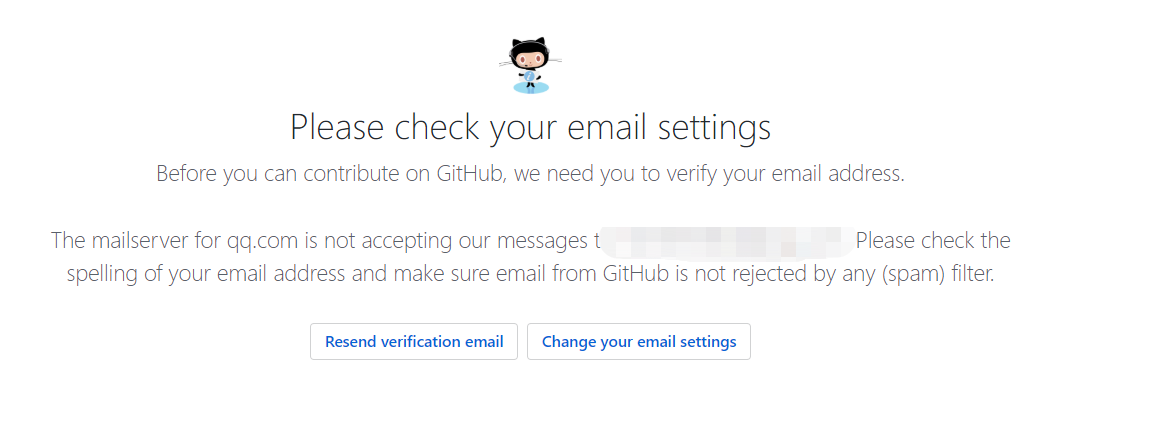 Please check your email settings
Before you can contribute on GitHub, we need you to verify your email address.
The mailserver for qq.com is not accepting our messages t Please check the
spelling of your email address and make sure email from GitHub is not rejected by any (spam) filter.
Resend verification email
Change your email settings